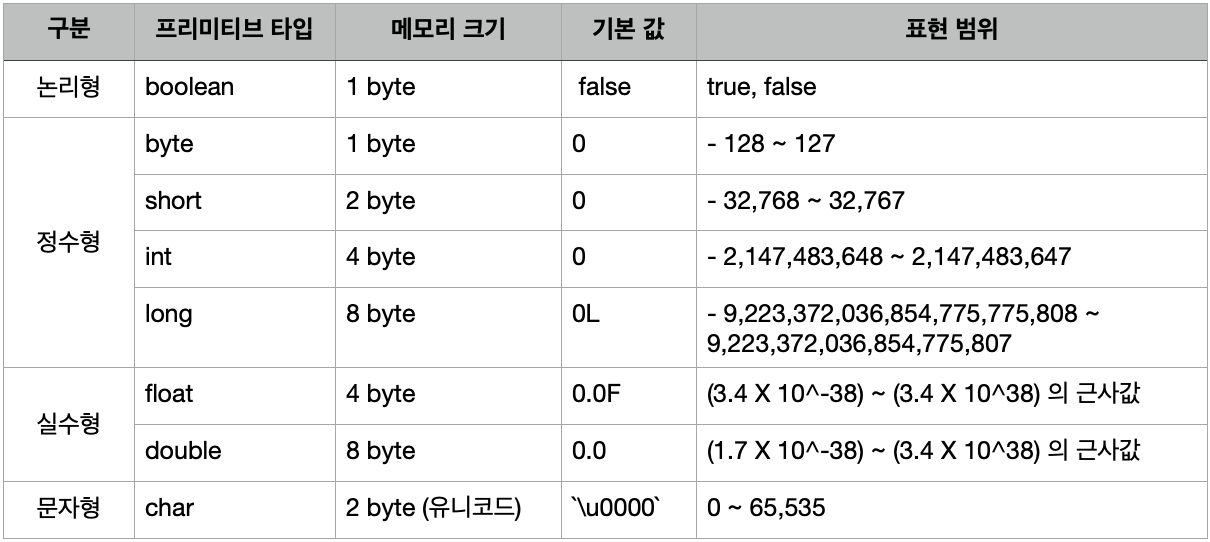 구분 프리미티브 타입 메모리 크기 기본 값 표현 범위
논리형 boolean 1 byte false true, false
정수형
byte 1 byte 0 - 128 ~ 127
short 2 byte 0 - 32,768 ~ 32,767
int 4 byte 0 - 2,147,483,648 ~ 2,147,483,647
long 8 byte 0L - 9,223,372,036,854,775,775,808 ~
9,223,372,036,854,775,807
실수형
float 4 byte 0.0F (3.4 X 10^-38) ~ (3.4 X 10^38) 의 근사값
double 8 byte 0.0 (1.7 X 10^-38) ~ (3.4 X 10^38) 의 근사값
문자형 char 2 byte (유니코드) `\u0000` 0 ~ 65,535